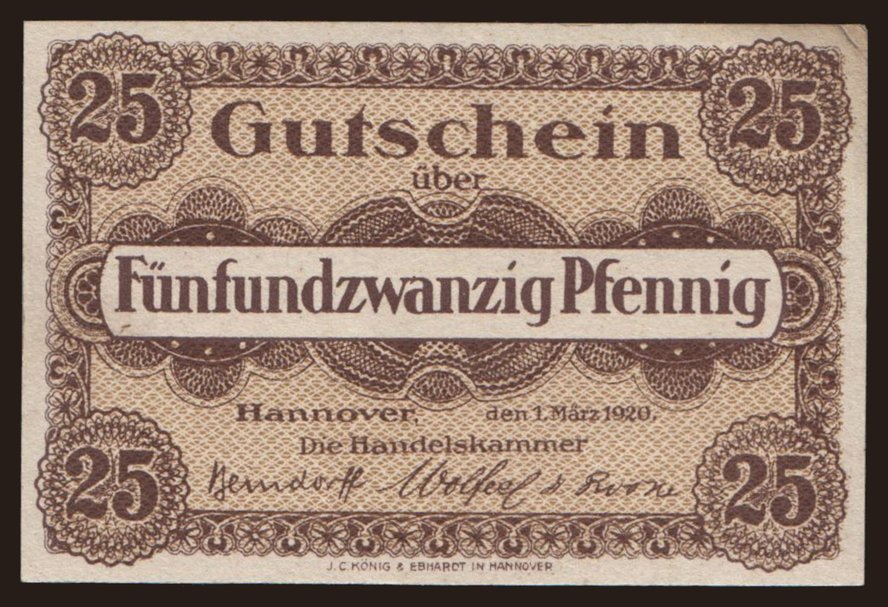 25 25
Gutschein
über
Fünfundzwanzig Pfennig
Hannover, den 1. März 1920.
Die Handelskammer
Berndorff
25 25
J. C. KÖNIG & EBHARDT IN HANNOVER